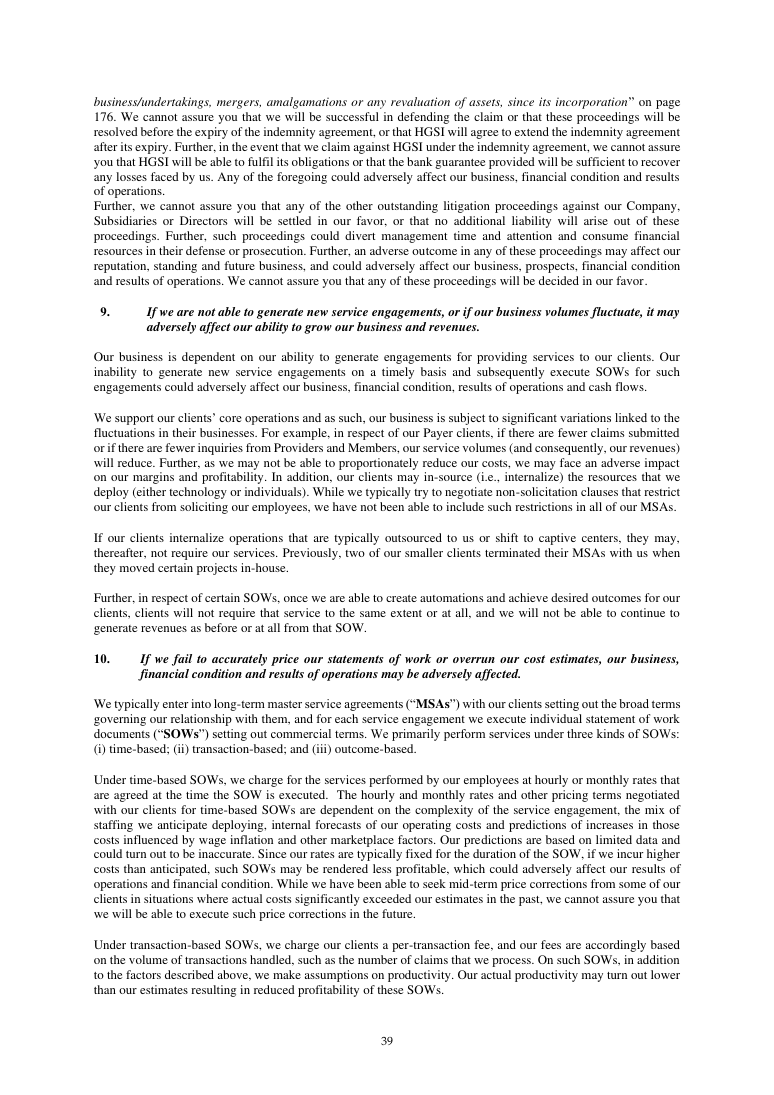 business/undertakings, mergers, amalgamations or any revaluation of assets, since its incorporation” on page
176. We cannot assure you that we will be successful in defending the claim or that these proceedings will be
resolved before the expiry of the indemnity agreement, or that HGSI will agree to extend the indemnity agreement
after its expiry. Further, in the event that we claim against HGSI under the indemnity agreement, we cannot assure
you that HGSI will be able to fulfil its obligations or that the bank guarantee provided will be sufficient to recover
any losses faced by us. Any of the foregoing could adversely affect our business, financial condition and results
of operations.
Further, we cannot assure you that any of the other outstanding litigation proceedings against our Company,
Subsidiaries or Directors will be settled in our favor, or that no additional liability will arise out of these
proceedings. Further, such proceedings could divert management time and attention and consume financial
resources in their defense or prosecution. Further, an adverse outcome in any of these proceedings may affect our
reputation, standing and future business, and could adversely affect our business, prospects, financial condition
and results of operations. We cannot assure you that any of these proceedings will be decided in our favor.
9. If we are not able to generate new service engagements, or if our business volumes fluctuate, it may
adversely affect our ability to grow our business and revenues.
Our business is dependent on our ability to generate engagements for providing services to our clients. Our
inability to generate new service engagements on a timely basis and subsequently execute SOWs for such
engagements could adversely affect our business, financial condition, results of operations and cash flows.
We support our clients’ core operations and as such, our business is subject to significant variations linked to the
fluctuations in their businesses. For example, in respect of our Payer clients, if there are fewer claims submitted
or if there are fewer inquiries from Providers and Members, our service volumes (and consequently, our revenues)
will reduce. Further, as we may not be able to proportionately reduce our costs, we may face an adverse impact
on our margins and profitability. In addition, our clients may in-source (i.e., internalize) the resources that we
deploy (either technology or individuals). While we typically try to negotiate non-solicitation clauses that restrict
our clients from soliciting our employees, we have not been able to include such restrictions in all of our MSAs.
If our clients internalize operations that are typically outsourced to us or shift to captive centers, they may,
thereafter, not require our services. Previously, two of our smaller clients terminated their MSAs with us when
they moved certain projects in-house.
Further, in respect of certain SOWs, once we are able to create automations and achieve desired outcomes for our
clients, clients will not require that service to the same extent or at all, and we will not be able to continue to
generate revenues as before or at all from that SOW.
10. If we fail to accurately price our statements of work or overrun our cost estimates, our business,
financial condition and results of operations may be adversely affected.
We typically enter into long-term master service agreements (“MSAs”) with our clients setting out the broad terms
governing our relationship with them, and for each service engagement we execute individual statement of work
documents (“SOWs”) setting out commercial terms. We primarily perform services under three kinds of SOWs:
(i) time-based; (ii) transaction-based; and (iii) outcome-based.
Under time-based SOWs, we charge for the services performed by our employees at hourly or monthly rates that
are agreed at the time the SOW is executed. The hourly and monthly rates and other pricing terms negotiated
with our clients for time-based SOWs are dependent on the complexity of the service engagement, the mix of
staffing we anticipate deploying, internal forecasts of our operating costs and predictions of increases in those
costs influenced by wage inflation and other marketplace factors. Our predictions are based on limited data and
could turn out to be inaccurate. Since our rates are typically fixed for the duration of the SOW, if we incur higher
costs than anticipated, such SOWs may be rendered less profitable, which could adversely affect our results of
operations and financial condition. While we have been able to seek mid-term price corrections from some of our
clients in situations where actual costs significantly exceeded our estimates in the past, we cannot assure you that
we will be able to execute such price corrections in the future.
Under transaction-based SOWs, we charge our clients a per-transaction fee, and our fees are accordingly based
on the volume of transactions handled, such as the number of claims that we process. On such SOWs, in addition
to the factors described above, we make assumptions on productivity. Our actual productivity may turn out lower
than our estimates resulting in reduced profitability of these SOWs.
39